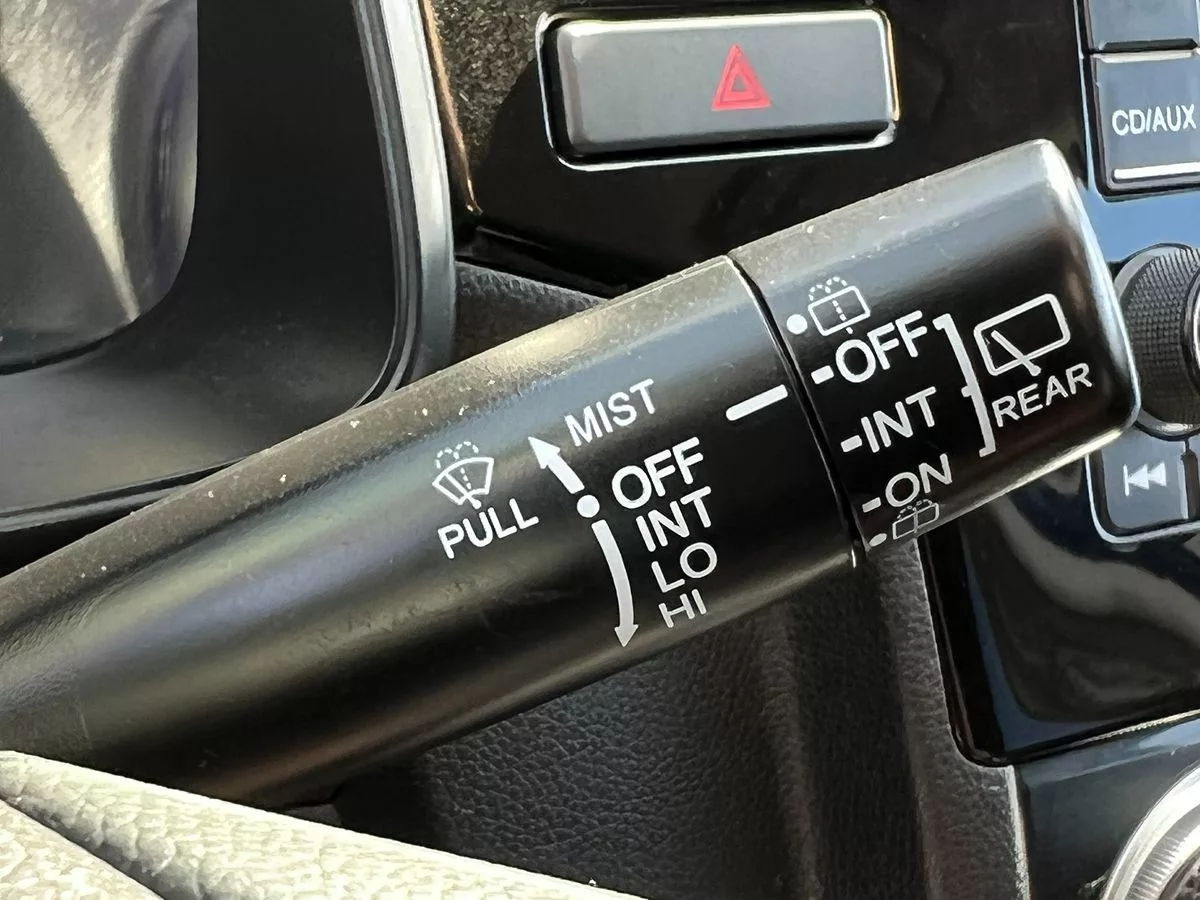 CD/AUX
OFF
INT
ON
REAR
MIST
OFF
INT
LO
HI
PULL